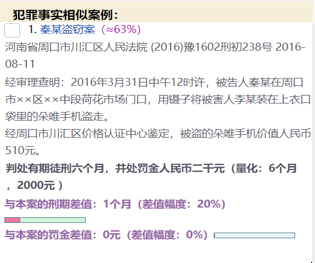 犯罪事实相似案例:
1. 秦某盗窃案 (≈63%)
河南省周口市川汇区人民法院 (2016)豫1602刑初238号 2016-
08-11
经审理查明：2016年3月31日中午12时许，被告人秦某在周口
市××区××中段荷花市场门口，用镊子将被害人李某装在上衣口
袋里的朵唯手机盗走。
经周口市川汇区价格认证中心鉴定，被盗的朵唯手机价值人民币
510元。
判处有期徒刑六个月，并处罚金人民币二千元（量化：6个月
，2000元 ）
与本案的刑期差值：1个月（差值幅度：20%）
与本案的罚金差值：0元（差值幅度：0%）